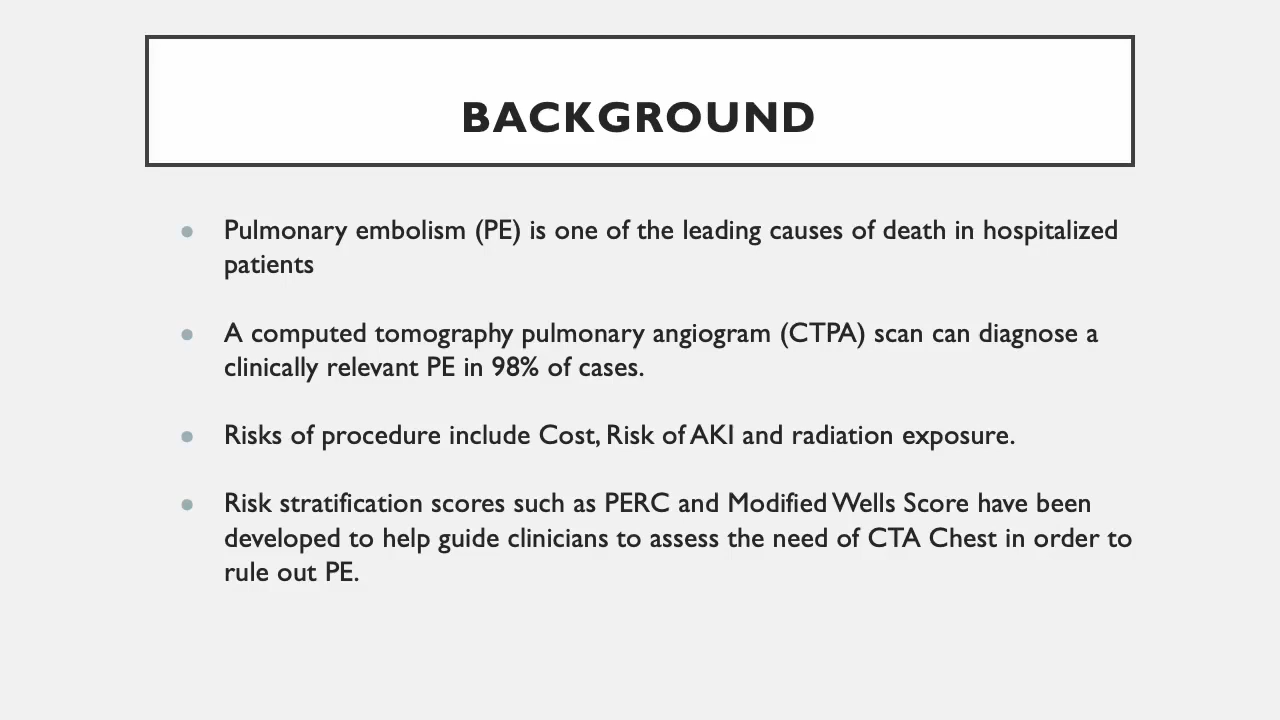 BACKGROUND
Pulmonary embolism (PE) is one of the leading causes of death in hospitalized
patients
A computed tomography pulmonary angiogram (CTPA) scan can diagnose a
clinically relevant PE in 98% of cases.
Risks of procedure include Cost, Risk of AKI and radiation exposure.
Risk stratification scores such as PERC and Modified Wells Score have been
developed to help guide clinicians to assess the need of CTA Chest in order to
rule out PE.